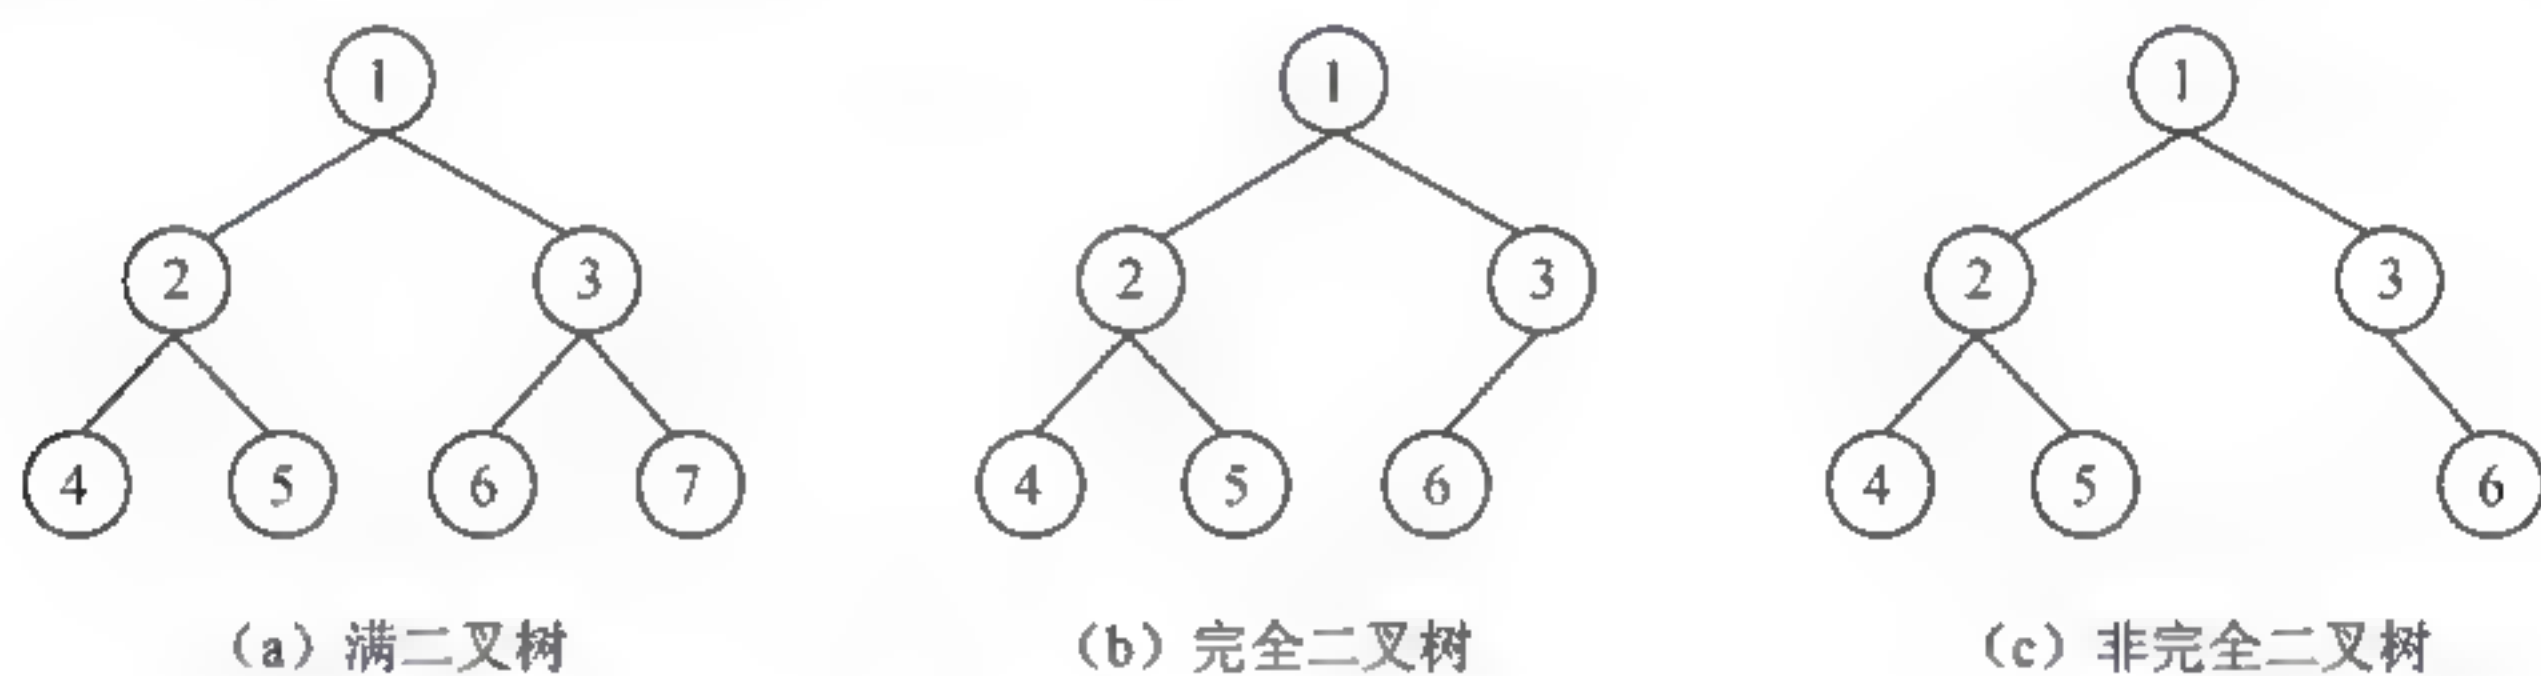 1 1 1
2 3 2 3 2 3
4 5 6 7 4 5 6 4 5 6
（a）满二叉树 （b）完全二叉树 （c）非完全二叉树